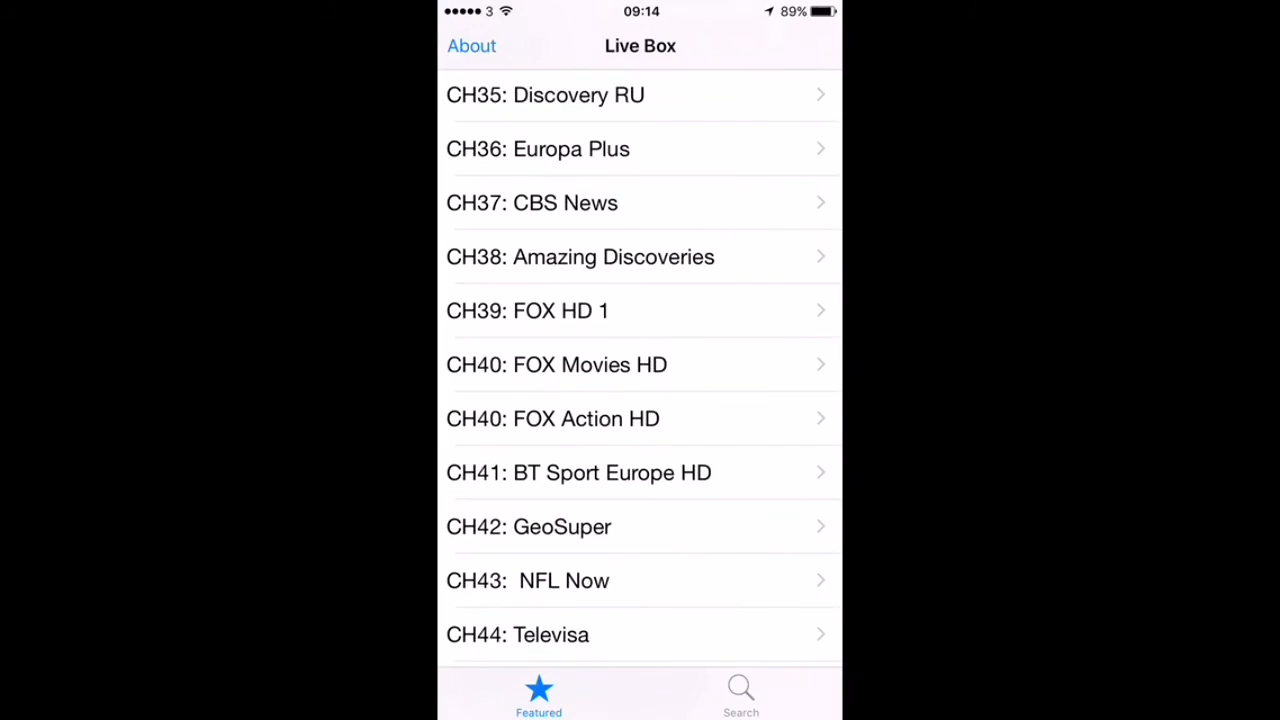 3 09:14 89%
About Live Box
CH35: Discovery RU
CH36: Europa Plus
CH37: CBS News
CH38: Amazing Discoveries
CH39: FOX HD 1
CH40: FOX Movies HD
CH40: FOX Action HD
CH41: BT Sport Europe HD
CH42: GeoSuper
CH43:  NFL Now
CH44: Televisa
Featured Search